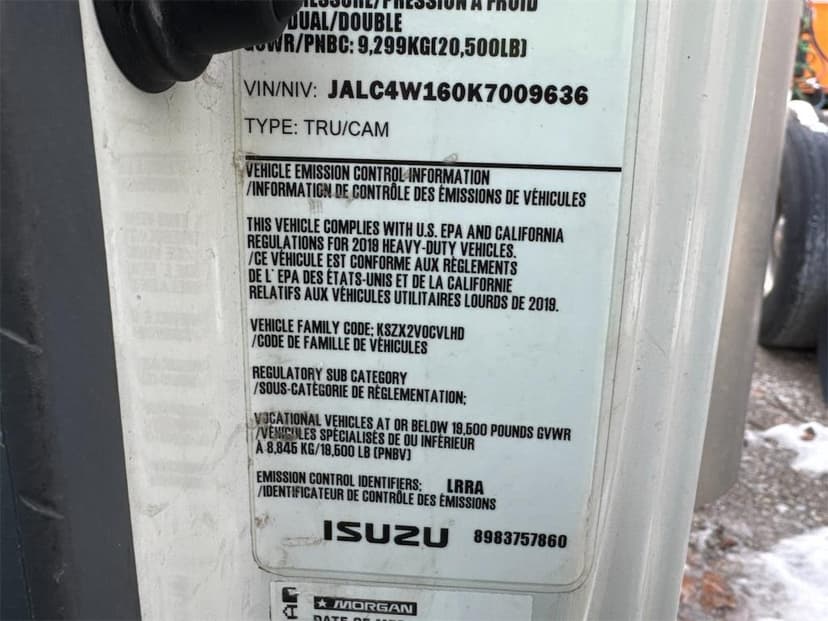 PRESSURE/PRESSION A FROID
DUAL/DOUBLE
GVWR/PNBC: 9,299KG(20,500LB)
VIN/NIV: JALC4W160K7009636
TYPE: TRU/CAM
VEHICLE EMISSION CONTROL INFORMATION
/INFORMATION DE CONTRÔLE DES ÉMISSIONS DE VÉHICULES
THIS VEHICLE COMPLIES WITH U.S. EPA AND CALIFORNIA
REGULATIONS FOR 2019 HEAVY-DUTY VEHICLES.
/CE VÉHICULE EST CONFORME AUX RÈGLEMENTS
DE L' EPA DES ÉTATS-UNIS ET DE LA CALIFORNIE
RELATIFS AUX VÉHICULES UTILITAIRES LOURDS DE 2019.
VEHICLE FAMILY CODE: KSZX2VOCVLHD
/CODE DE FAMILLE DE VÉHICULES
REGULATORY SUB CATEGORY
/SOUS-CATÉGORIE DE RÉGLEMENTATION:
VOCATIONAL VEHICLES AT OR BELOW 19,500 POUNDS GVWR
/VÉHICULES SPÉCIALISÉS DE OU INFÉRIEUR
À 8,845 KG/19,500 LB (PNBV)
EMISSION CONTROL IDENTIFIERS: LRRA
/IDENTIFICATEUR DE CONTRÔLE DES ÉMISSIONS
ISUZU 8983757860
MORGAN